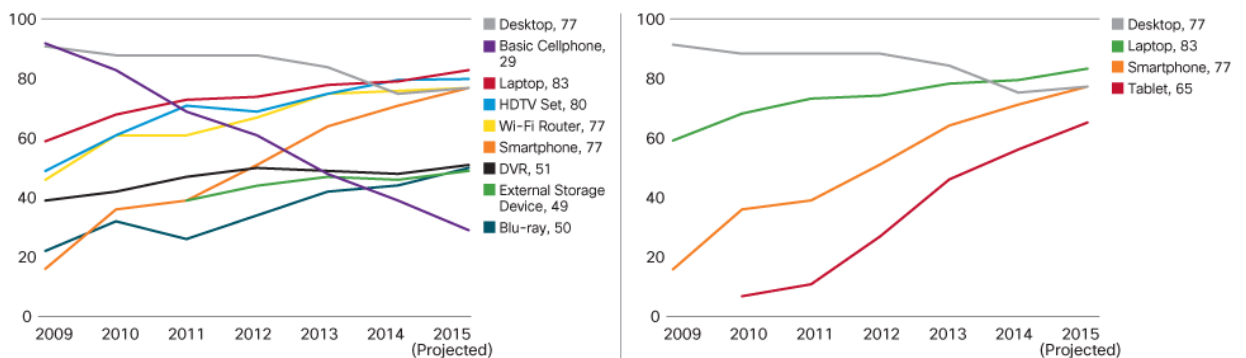 100
80
60
40
20
0
2009 2010 2011 2012 2013 2014 2015
(Projected)
Desktop, 77
Basic Cellphone,
29
Laptop, 83
HDTV Set, 80
Wi-Fi Router, 77
Smartphone, 77
DVR, 51
External Storage
Device, 49
Blu-ray, 50
100
80
60
40
20
0
2009 2010 2011 2012 2013 2014 2015
(Projected)
Desktop, 77
Laptop, 83
Smartphone, 77
Tablet, 65